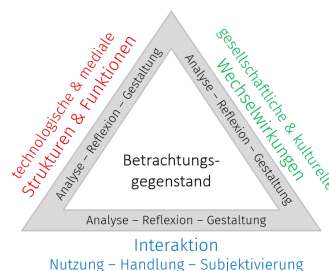 technologische & mediale
Strukturen & Funktionen
Analyse – Reflexion – Gestaltung
gesellschaftliche & kulturelle
Wechselwirkungen
Analyse – Reflexion – Gestaltung
Betrachtungs-
gegenstand
Analyse – Reflexion – Gestaltung
Interaktion
Nutzung – Handlung – Subjektivierung